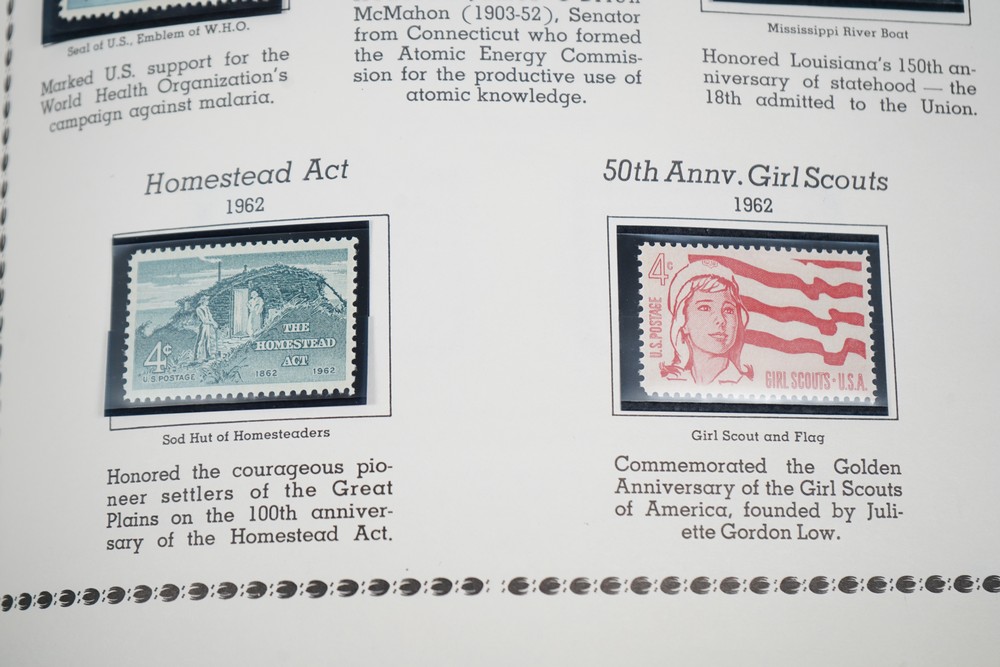 Seal of U.S., Emblem of W.H.O.
Marked U.S. support for the
World Health Organization's
campaign against malaria.
McMahon (1903-52), Senator
from Connecticut who formed
the Atomic Energy Commis-
sion for the productive use of
atomic knowledge.
Mississippi River Boat
Honored Louisiana's 150th an-
niversary of statehood — the
18th admitted to the Union.
Homestead Act
1962
THE
HOMESTEAD
ACT
4¢
U.S. POSTAGE
1862 1962
Sod Hut of Homesteaders
Honored the courageous pio-
neer settlers of the Great
Plains on the 100th anniver-
sary of the Homestead Act.
50th Annv. Girl Scouts
1962
4¢
U.S. POSTAGE
GIRL SCOUTS · U.S.A.
Girl Scout and Flag
Commemorated the Golden
Anniversary of the Girl Scouts
of America, founded by Juli-
ette Gordon Low.